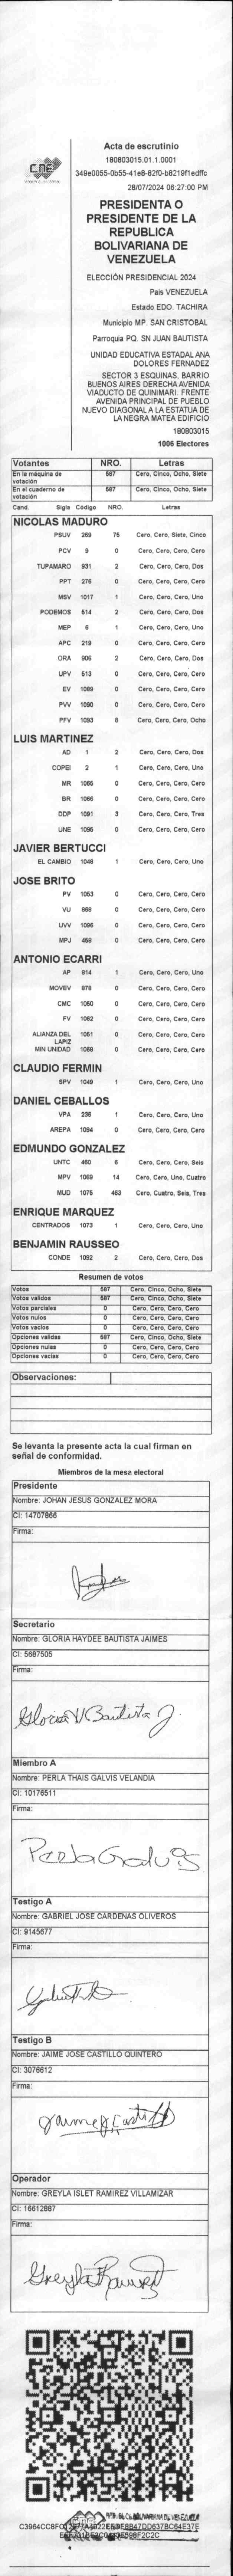 CNE
Acta de escrutinio
180803015.01.1.0001
28/07/2024 06:27:00 PM
PRESIDENTA O
PRESIDENTE DE LA
REPUBLICA
BOLIVARIANA DE
VENEZUELA
ELECCIÓN PRESIDENCIAL 2024
Pais VENEZUELA
Estado EDO. TACHIRA
Municipio MP. SAN CRISTOBAL
Parroquia PQ. SN JUAN BAUTISTA
UNIDAD EDUCATIVA ESTADAL ANA
DOLORES FERNADEZ
SECTOR 3 ESQUINAS, BARRIO
BUENOS AIRES DERECHA AVENIDA
VIADUCTO DE QUINIMARI. FRENTE
AVENIDA PRINCIPAL DE PUEBLO
NUEVO DIAGONAL A LA ESTATUA DE
LA NEGRA MATEA EDIFICIO
180803015
1006 Electores
Votantes NRO. Letras
En la máquina de votación 587 Cero, Cinco, Ocho, Siete
En el cuaderno de votación 587 Cero, Cinco, Ocho, Siete
Cand. Sigla Codigo NRO. Letras
NICOLAS MADURO
PSUV 269 75 Cero, Cero, Siete, Cinco
PCV 9 0 Cero, Cero, Cero, Cero
TUPAMARO 931 2 Cero, Cero, Cero, Dos
PPT 276 0 Cero, Cero, Cero, Cero
MSV 1017 1 Cero, Cero, Cero, Uno
PODEMOS 514 2 Cero, Cero, Cero, Dos
MEP 6 1 Cero, Cero, Cero, Uno
APC 219 0 Cero, Cero, Cero, Cero
ORA 906 2 Cero, Cero, Cero, Dos
UPV 513 0 Cero, Cero, Cero, Cero
EV 1089 0 Cero, Cero, Cero, Cero
PVV 1090 0 Cero, Cero, Cero, Cero
PFV 1093 8 Cero, Cero, Cero, Ocho
LUIS MARTINEZ
AD 1 2 Cero, Cero, Cero, Dos
COPEI 2 1 Cero, Cero, Cero, Uno
MR 1065 0 Cero, Cero, Cero, Cero
BR 1066 0 Cero, Cero, Cero, Cero
DDP 1091 3 Cero, Cero, Cero, Tres
UNE 1095 0 Cero, Cero, Cero, Cero
JAVIER BERTUCCI
EL CAMBIO 1048 1 Cero, Cero, Cero, Uno
JOSE BRITO
PV 1053 0 Cero, Cero, Cero, Cero
VU 868 0 Cero, Cero, Cero, Cero
UVV 1096 0 Cero, Cero, Cero, Cero
MPJ 458 0 Cero, Cero, Cero, Cero
ANTONIO ECARRI
AP 814 1 Cero, Cero, Cero, Uno
MOVEV 978 0 Cero, Cero, Cero, Cero
CMC 1050 0 Cero, Cero, Cero, Cero
FV 1062 0 Cero, Cero, Cero, Cero
ALIANZA DEL LAPIZ 1051 0 Cero, Cero, Cero, Cero
MIN UNIDAD 1068 0 Cero, Cero, Cero, Cero
CLAUDIO FERMIN
SPV 1049 1 Cero, Cero, Cero, Uno
DANIEL CEBALLOS
VPA 236 1 Cero, Cero, Cero, Uno
AREPA 1094 0 Cero, Cero, Cero, Cero
EDMUNDO GONZALEZ
UNTC 460 6 Cero, Cero, Cero, Seis
MPV 1069 14 Cero, Cero, Uno, Cuatro
MUD 1075 463 Cero, Cuatro, Seis, Tres
ENRIQUE MARQUEZ
CENTRADOS 1073 1 Cero, Cero, Cero, Uno
BENJAMIN RAUSSEO
CONDE 1092 2 Cero, Cero, Cero, Dos
Resumen de votos
Votos 587 Cero, Cinco, Ocho, Siete
Votos validos 587 Cero, Cinco, Ocho, Siete
Votos parciales 0 Cero, Cero, Cero, Cero
Votos nulos 0 Cero, Cero, Cero, Cero
Votos vacios 0 Cero, Cero, Cero, Cero
Opciones validas 587 Cero, Cinco, Ocho, Siete
Opciones nulas 0 Cero, Cero, Cero, Cero
Opciones vacias 0 Cero, Cero, Cero, Cero
Observaciones:
Se levanta la presente acta la cual firman en
señal de conformidad.
Miembros de la mesa electoral
Presidente
Nombre: JOHAN JESUS GONZALEZ MORA
CI: 14707866
Firma:
Secretario
Nombre: GLORIA HAYDEE BAUTISTA JAIMES
CI: 5687505
Firma:
Gloria H Bautista J.
Miembro A
Nombre: PERLA THAIS GALVIS VELANDIA
CI: 10176511
Firma:
Perla Galvis
Testigo A
Nombre: GABRIEL JOSE CARDENAS OLIVEROS
CI: 9145677
Firma:
Testigo B
Nombre: JAIME JOSE CASTILLO QUINTERO
CI: 3076612
Firma:
Jaime J. Castillo
Operador
Nombre: GREYLA ISLET RAMIREZ VILLAMIZAR
CI: 16612887
Firma:
Greyla Ramirez
CNE